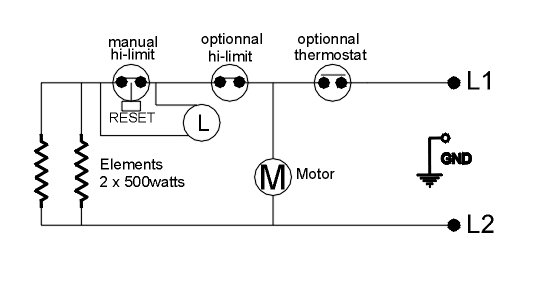 manual
hi-limit
optionnal
hi-limit
optionnal
thermostat
L1
RESET
L
GND
Elements
2 x 500watts
M
Motor
L2